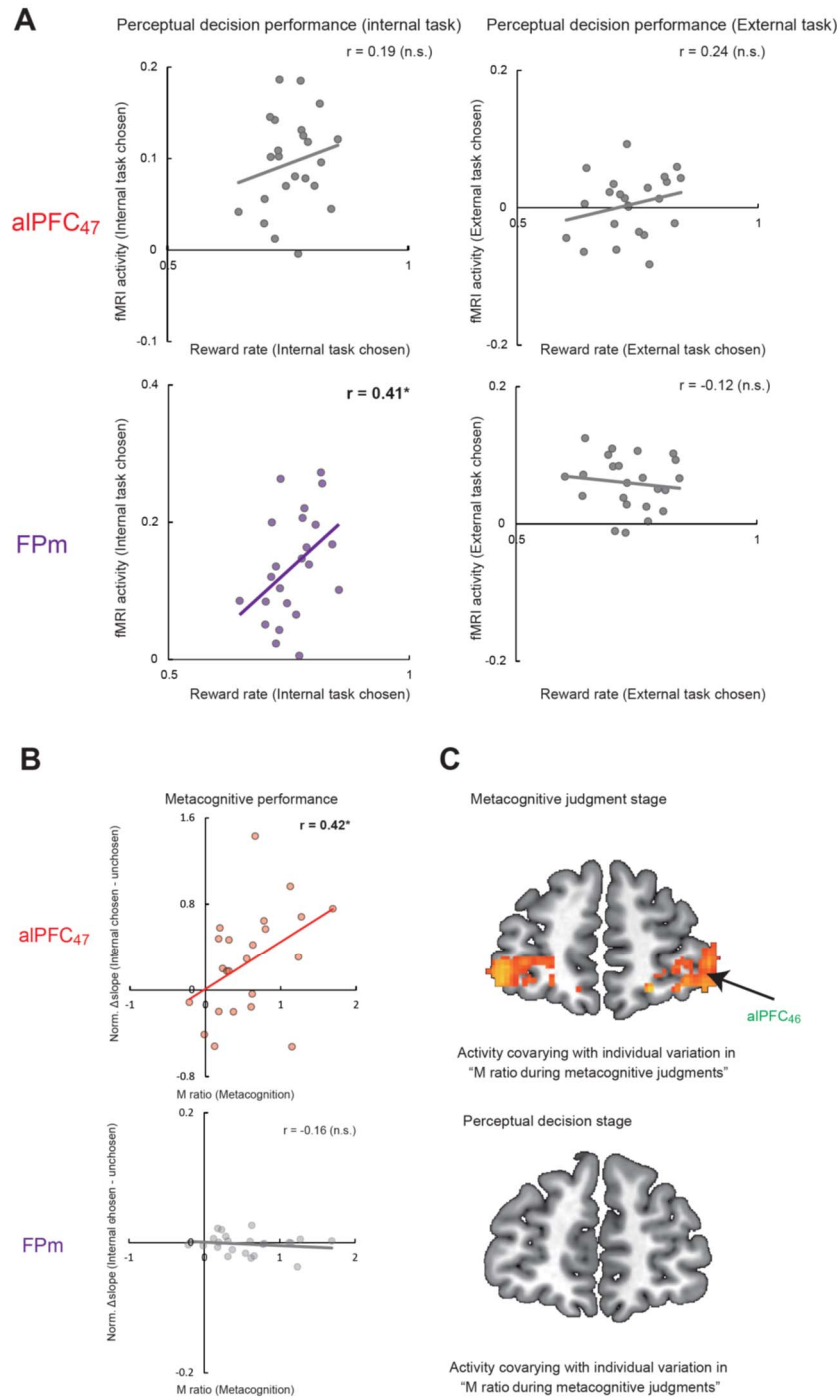 A
Perceptual decision performance (internal task)
r = 0.19 (n.s.)
alPFC47
fMRI activity (Internal task chosen)
0.2
0.1
0
-0.1
0.5
1
Reward rate (Internal task chosen)
Perceptual decision performance (External task)
r = 0.24 (n.s.)
fMRI activity (External task chosen)
0.2
0
-0.2
0.5
1
Reward rate (External task chosen)
FPm
r = 0.41*
fMRI activity (Internal task chosen)
0.4
0.2
0
0.5
1
Reward rate (Internal task chosen)
r = -0.12 (n.s.)
fMRI activity (External task chosen)
0.2
0
-0.2
0.5
1
Reward rate (External task chosen)
B
Metacognitive performance
r = 0.42*
alPFC47
Norm. Δslope (Internal chosen - unchosen)
1.6
0.8
0
-0.8
-1
0
1
2
M ratio (Metacognition)
FPm
r = -0.16 (n.s.)
Norm. Δslope (Internal chosen - unchosen)
0.2
0
-0.2
-1
0
1
2
M ratio (Metacognition)
C
Metacognitive judgment stage
alPFC46
Activity covarying with individual variation in
“M ratio during metacognitive judgments”
Perceptual decision stage
Activity covarying with individual variation in
“M ratio during metacognitive judgments”